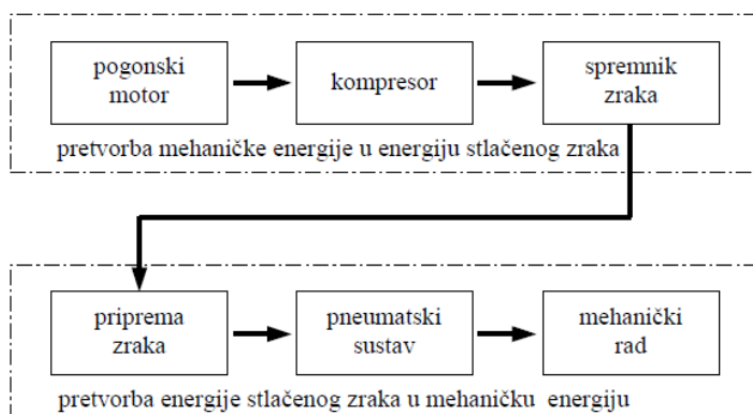 pogonski
motor
kompresor
spremnik
zraka
pretvorba mehaničke energije u energiju stlačenog zraka
priprema
zraka
pneumatski
sustav
mehanički
rad
pretvorba energije stlačenog zraka u mehaničku energiju